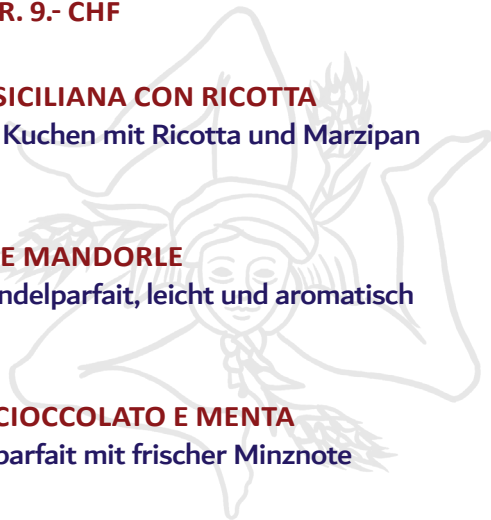 R. 9.- CHF
SICILIANA CON RICOTTA
Kuchen mit Ricotta und Marzipan
E MANDORLE
ndelparfait, leicht und aromatisch
CIOCCOLATO E MENTA
parfait mit frischer Minznote